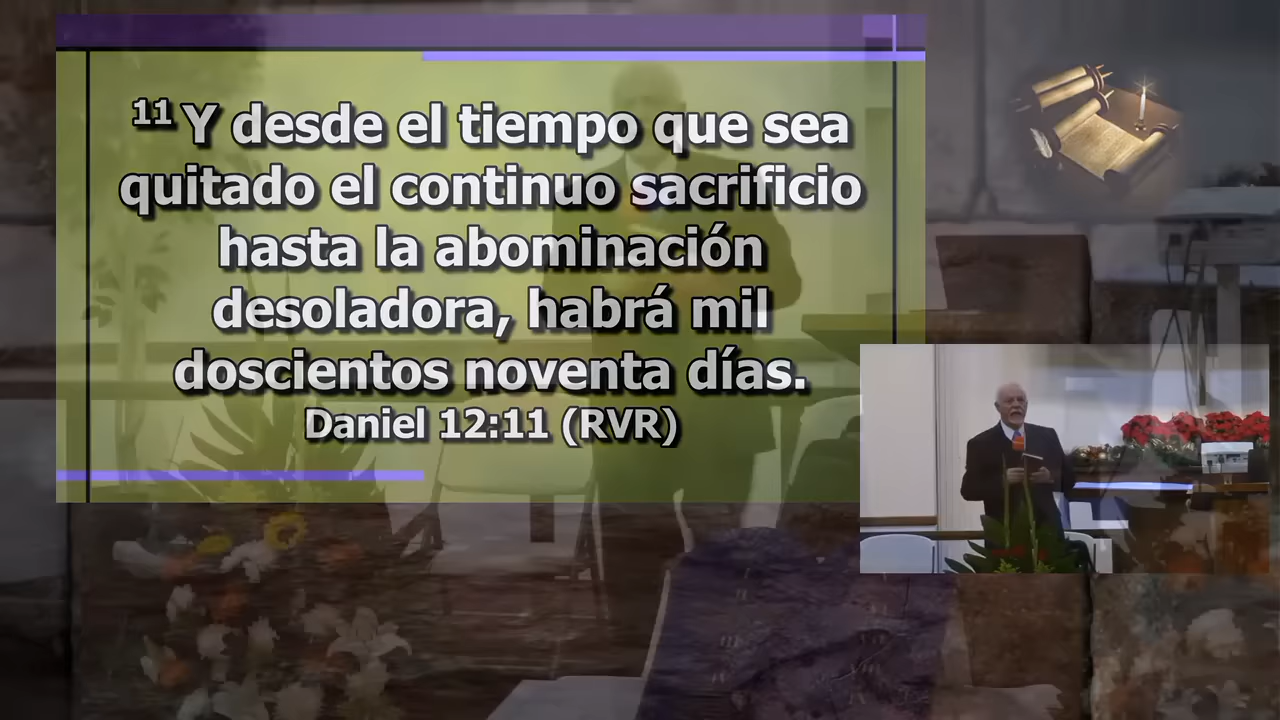 11 Y desde el tiempo que sea
quitado el continuo sacrificio
hasta la abominación
desoladora, habrá mil
doscientos noventa días.
Daniel 12:11 (RVR)